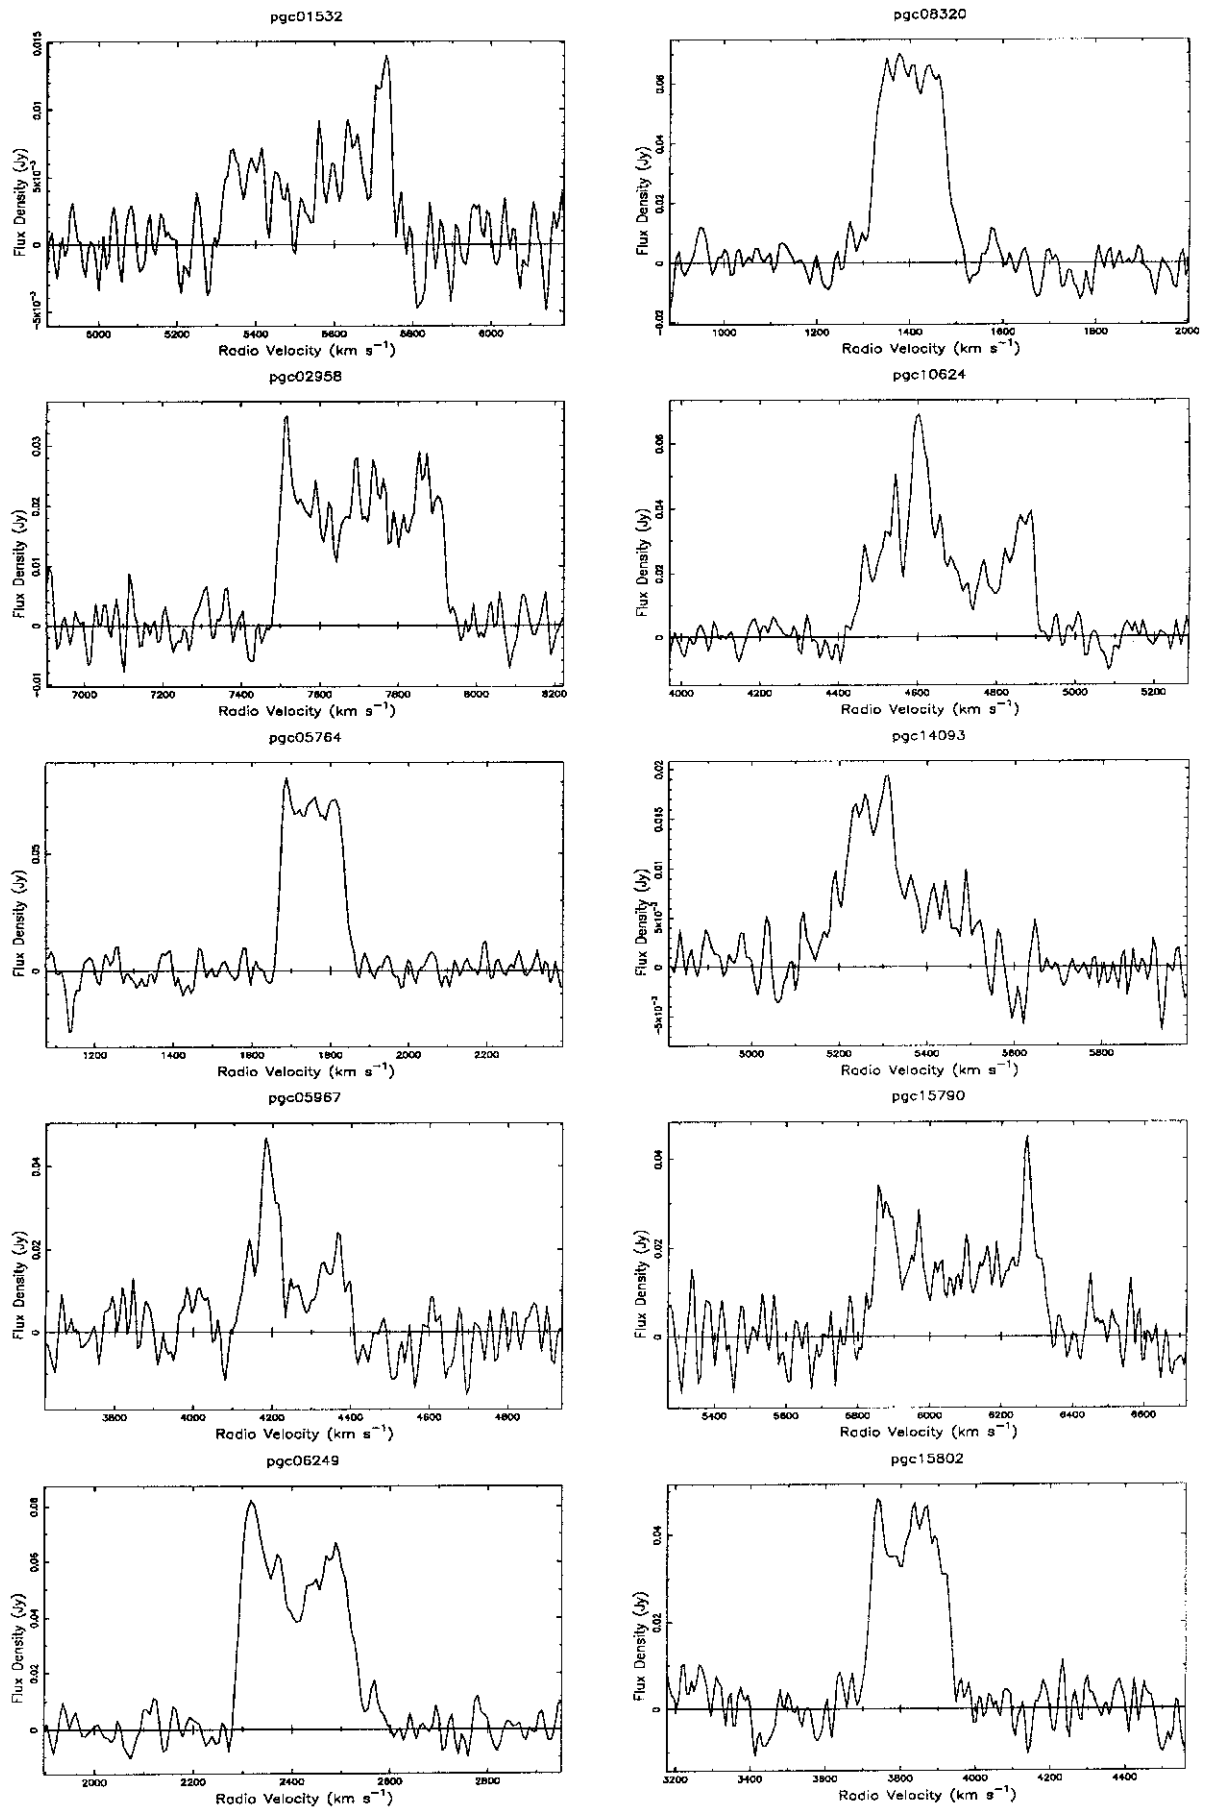 pgc01532
Flux Density (Jy)
−5×10−3 0 5×10−3 0.01 0.015
5000 5200 5400 5600 5800 6000
Radio Velocity (km s−1)
pgc08320
Flux Density (Jy)
−0.02 0 0.02 0.04 0.06
1000 1200 1400 1600 1800 2000
Radio Velocity (km s−1)
pgc02958
Flux Density (Jy)
−0.01 0 0.01 0.02 0.03
7000 7200 7400 7600 7800 8000 8200
Radio Velocity (km s−1)
pgc10624
Flux Density (Jy)
0 0.02 0.04 0.06
4000 4200 4400 4600 4800 5000 5200
Radio Velocity (km s−1)
pgc05764
Flux Density (Jy)
0 0.05
1200 1400 1600 1800 2000 2200
Radio Velocity (km s−1)
pgc14093
Flux Density (Jy)
−5×10−3 0 5×10−3 0.01 0.015 0.02
5000 5200 5400 5600 5800
Radio Velocity (km s−1)
pgc05967
Flux Density (Jy)
0 0.02 0.04
3800 4000 4200 4400 4600 4800
Radio Velocity (km s−1)
pgc15790
Flux Density (Jy)
0 0.02 0.04
5400 5600 5800 6000 6200 6400 6600
Radio Velocity (km s−1)
pgc06249
Flux Density (Jy)
0 0.02 0.04 0.06 0.08
2000 2200 2400 2600 2800
Radio Velocity (km s−1)
pgc15802
Flux Density (Jy)
0 0.02 0.04
3200 3400 3600 3800 4000 4200 4400
Radio Velocity (km s−1)